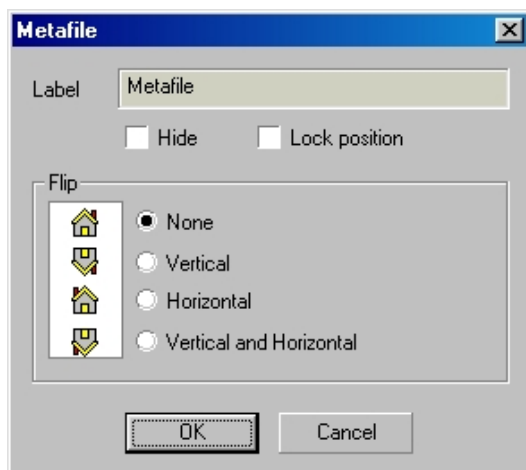 Metafile
Label Metafile
Hide Lock position
Flip
None
Vertical
Horizontal
Vertical and Horizontal
OK Cancel